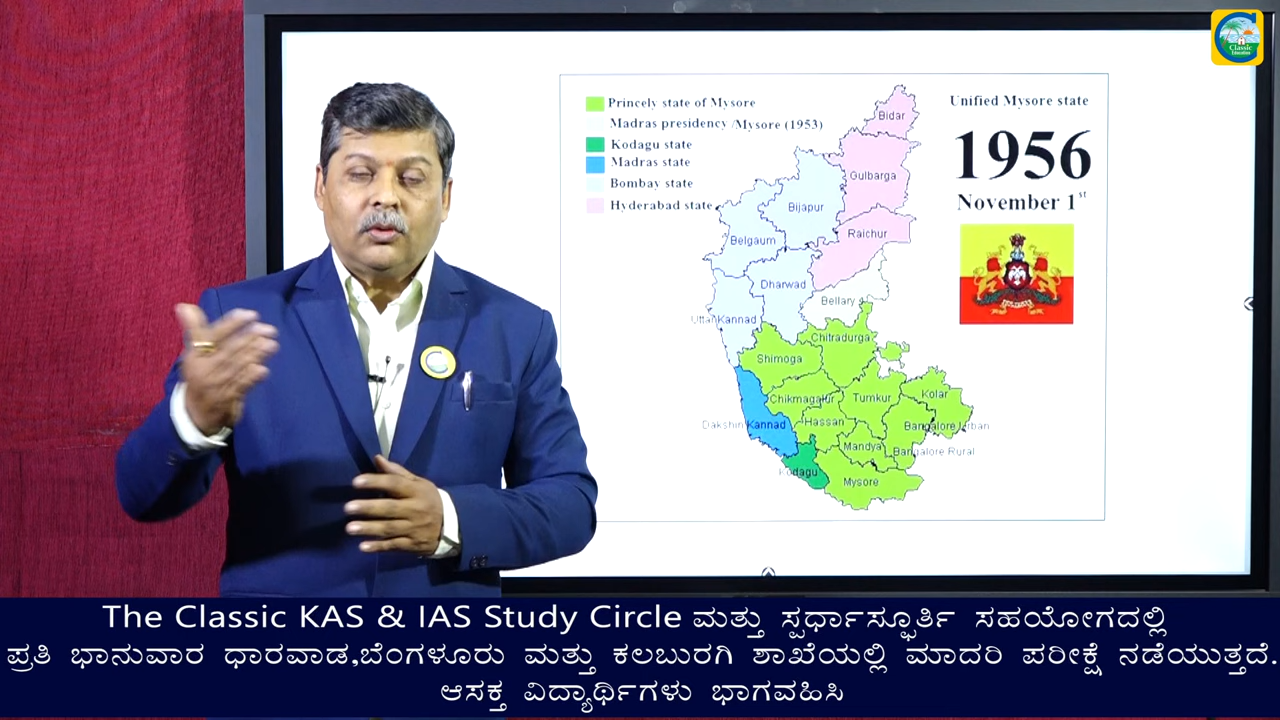 Classic
Education
Princely state of Mysore
Madras presidency /Mysore (1953)
Kodagu state
Madras state
Bombay state
Hyderabad state
Unified Mysore state
1956
November 1st
Bidar
Gulbarga
Bijapur
Raichur
Belgaum
Dharwad
Bellary
Uttar Kannad
Chitradurga
Shimoga
Chikmagalur
Tumkur
Kolar
Hassan
Dakshin Kannad
Bangalore Urban
Mandya
Bangalore Rural
Kodagu
Mysore
The Classic KAS & IAS Study Circle ಮತ್ತು ಸ್ಪರ್ಧಾಸ್ಫೂರ್ತಿ ಸಹಯೋಗದಲ್ಲಿ
ಪ್ರತಿ ಭಾನುವಾರ ಧಾರವಾಡ,ಬೆಂಗಳೂರು ಮತ್ತು ಕಲಬುರಗಿ ಶಾಖೆಯಲ್ಲಿ ಮಾದರಿ ಪರೀಕ್ಷೆ ನಡೆಯುತ್ತದೆ.
ಆಸಕ್ತ ವಿದ್ಯಾರ್ಥಿಗಳು ಭಾಗವಹಿಸಿ